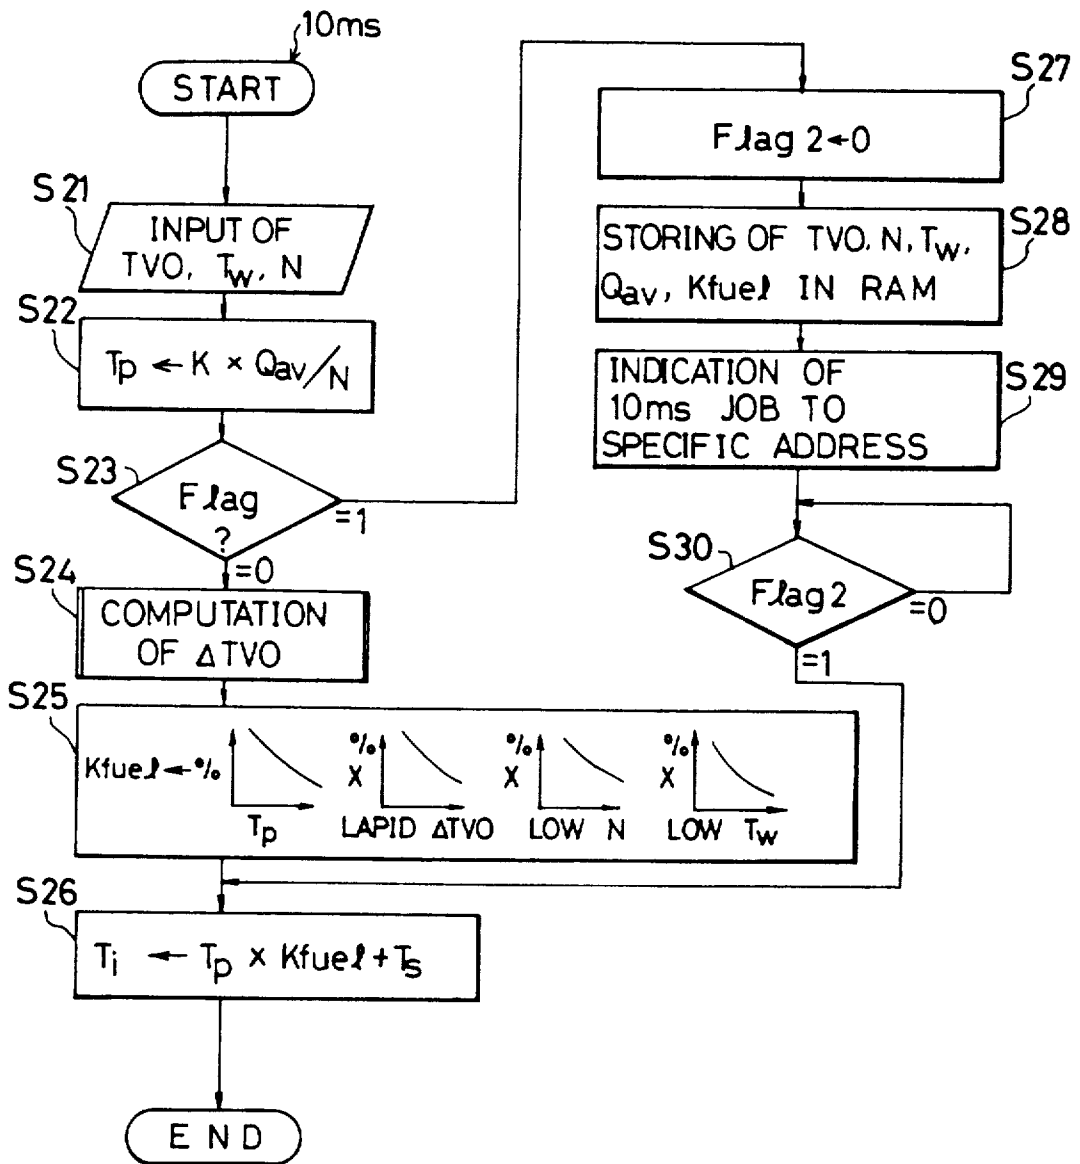 10ms
START
S21
INPUT OF
TVO, Tw, N
S22
Tp ← K × Qav/N
S23
Flag
?
=1
=0
S24
COMPUTATION
OF ΔTVO
S25
Kfuel ← %
Tp
%
X
LAPID ΔTVO
%
X
LOW N
%
X
LOW Tw
S26
Ti ← Tp × Kfuel + Ts
END
S27
Flag 2 ← 0
S28
STORING OF TVO, N, Tw,
Qav, Kfuel IN RAM
S29
INDICATION OF
10ms JOB TO
SPECIFIC ADDRESS
S30
Flag 2
=0
=1